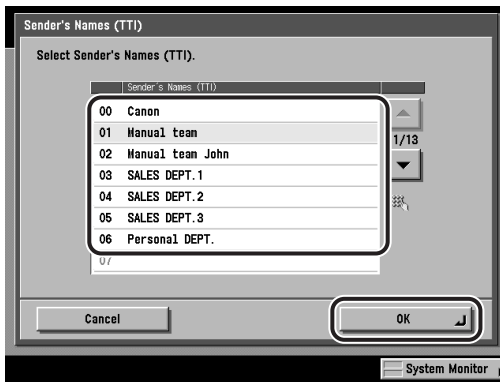 Sender's Names (TTI)
Select Sender's Names (TTI).
Sender's Names (TTI)
00 Canon
01 Manual team
1/13
02 Manual team John
03 SALES DEPT.1
04 SALES DEPT.2
05 SALES DEPT.3
06 Personal DEPT.
07
Cancel
OK
System Monitor